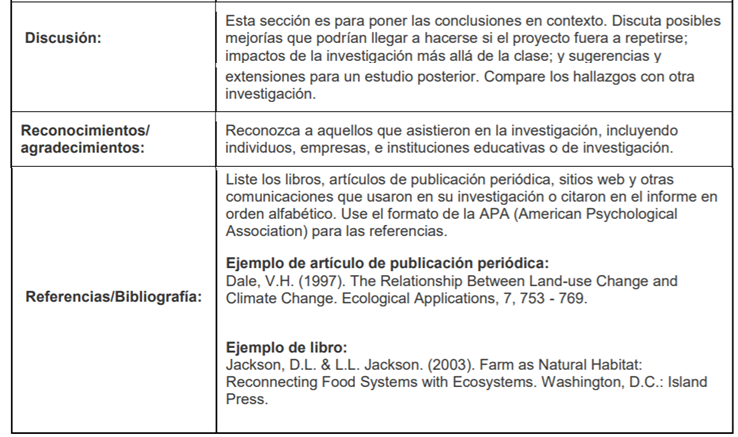 Discusión:
Esta sección es para poner las conclusiones en contexto. Discuta posibles
mejorías que podrían llegar a hacerse si el proyecto fuera a repetirse;
impactos de la investigación más allá de la clase; y sugerencias y
extensiones para un estudio posterior. Compare los hallazgos con otra
investigación.
Reconocimientos/
agradecimientos:
Reconozca a aquellos que asistieron en la investigación, incluyendo
individuos, empresas, e instituciones educativas o de investigación.
Referencias/Bibliografía:
Liste los libros, artículos de publicación periódica, sitios web y otras
comunicaciones que usaron en su investigación o citaron en el informe en
orden alfabético. Use el formato de la APA (American Psychological
Association) para las referencias.
Ejemplo de artículo de publicación periódica:
Dale, V.H. (1997). The Relationship Between Land-use Change and
Climate Change. Ecological Applications, 7, 753 - 769.
Ejemplo de libro:
Jackson, D.L. & L.L. Jackson. (2003). Farm as Natural Habitat:
Reconnecting Food Systems with Ecosystems. Washington, D.C.: Island
Press.